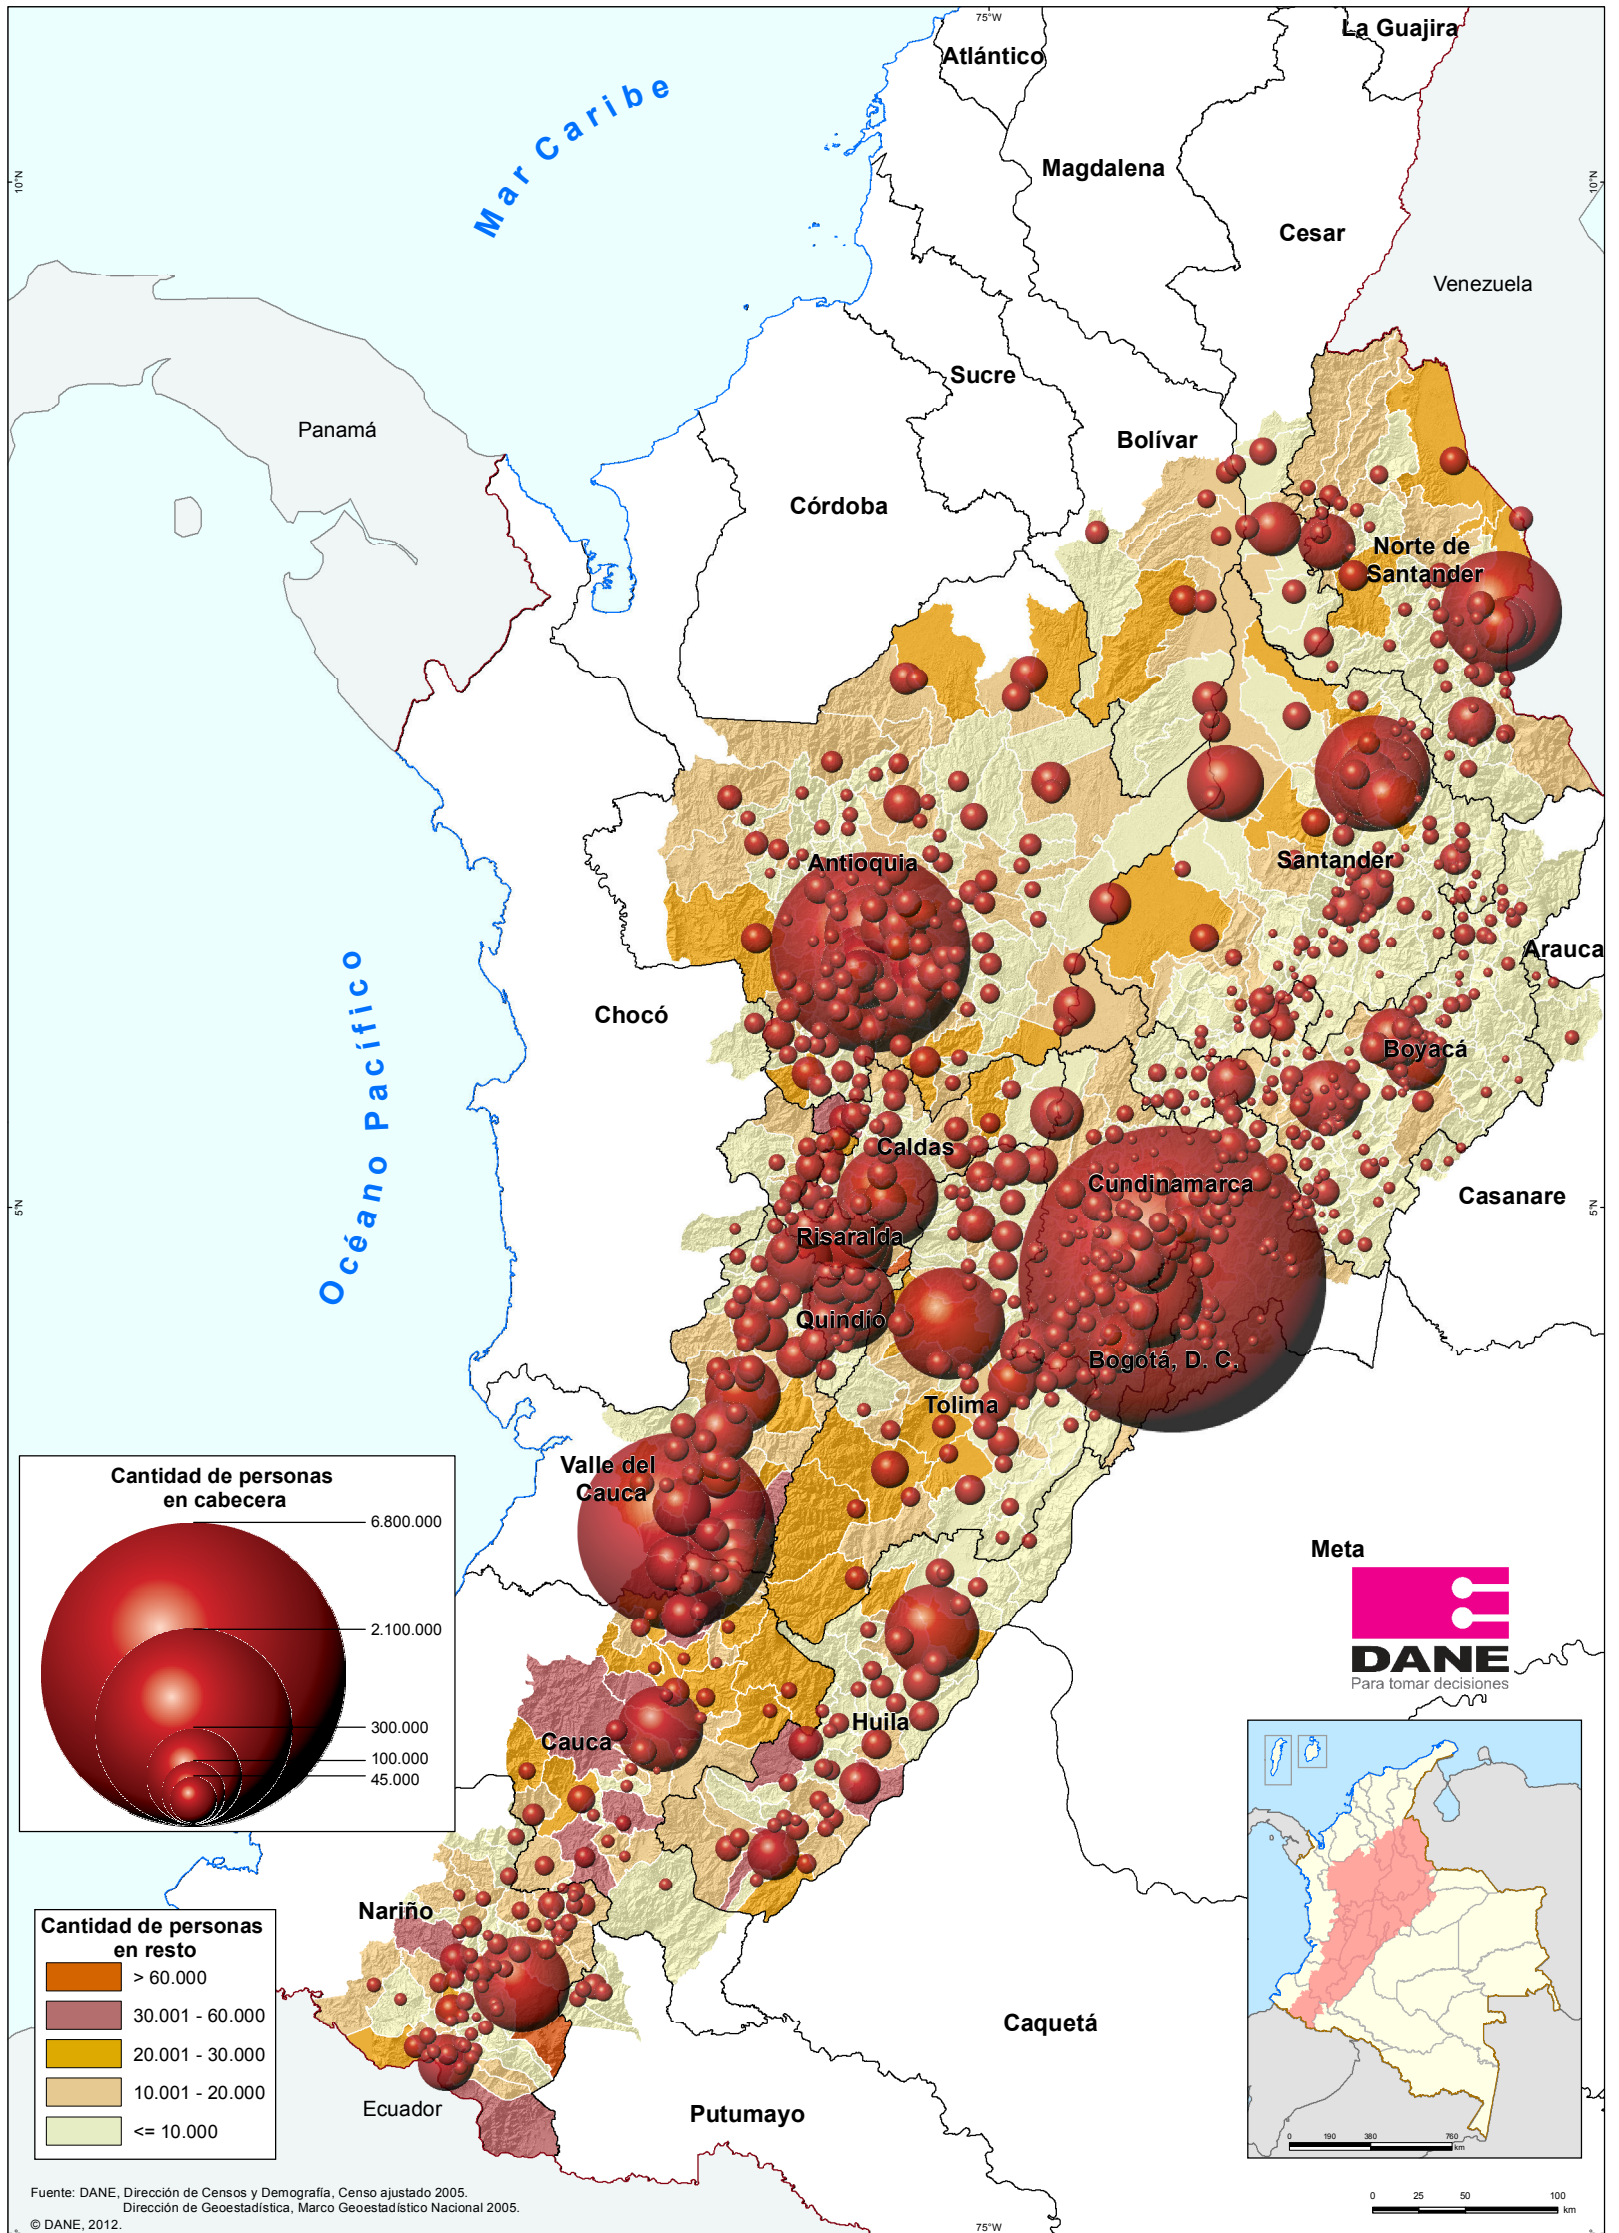 75°W
La Guajira
Atlántico
Mar Caribe
Magdalena
10°N
10°N
Cesar
Venezuela
Sucre
Panamá
Bolívar
Córdoba
Norte de
Santander
Antioquia
Santander
Arauca
Chocó
Océano Pacífico
Boyacá
Caldas
Cundinamarca
Casanare
5°N
5°N
Risaralda
Quindío
Bogotá, D. C.
Tolima
Valle del
Cauca
Cantidad de personas
en cabecera
6.800.000
2.100.000
300.000
100.000
45.000
Meta
DANE
Para tomar decisiones
Huila
Cauca
Nariño
Cantidad de personas
en resto
> 60.000
30.001 - 60.000
20.001 - 30.000
10.001 - 20.000
<= 10.000
Caquetá
Ecuador
Putumayo
0 190 380 760
km
Fuente: DANE, Dirección de Censos y Demografía, Censo ajustado 2005.
Dirección de Geoestadística, Marco Geoestadístico Nacional 2005.
© DANE, 2012.
75°W
0 25 50 100
km